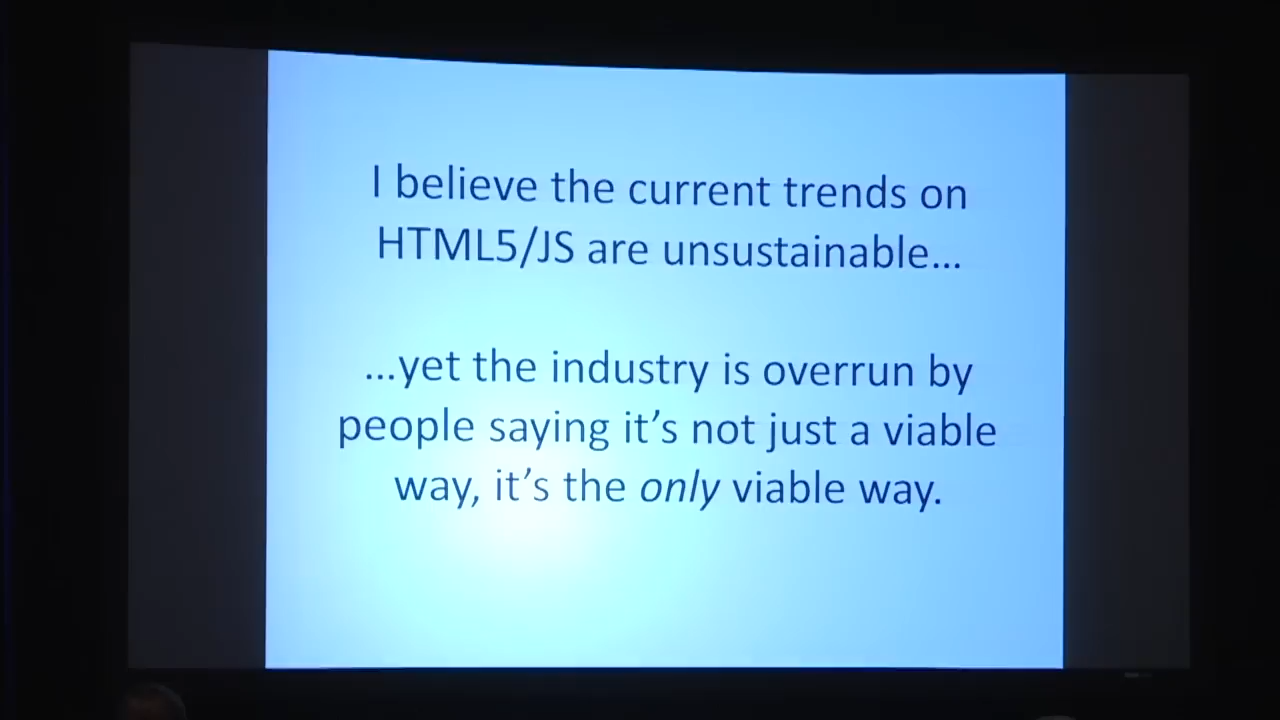 I believe the current trends on
HTML5/JS are unsustainable…
…yet the industry is overrun by
people saying it's not just a viable
way, it's the only viable way.